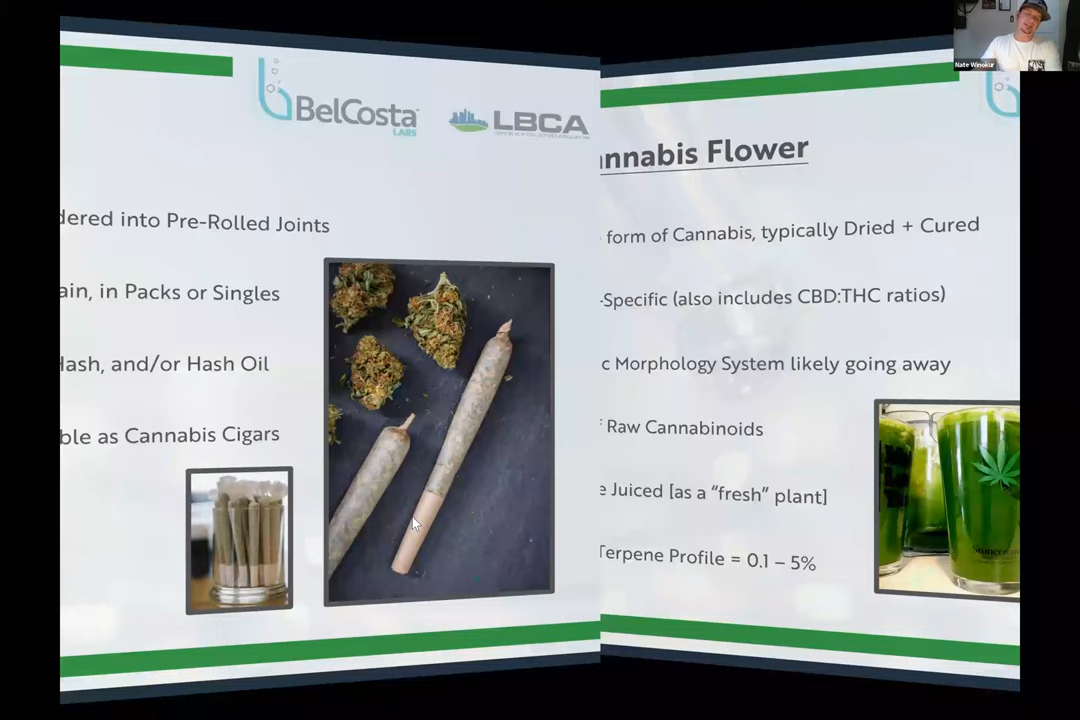 BelCosta
LABS
LBCA
dered into Pre-Rolled Joints
ain, in Packs or Singles
Hash, and/or Hash Oil
ble as Cannabis Cigars
annabis Flower
form of Cannabis, typically Dried + Cured
-Specific (also includes CBD:THC ratios)
c Morphology System likely going away
Raw Cannabinoids
e Juiced [as a “fresh” plant]
Terpene Profile = 0.1 – 5%
Nate Winokur